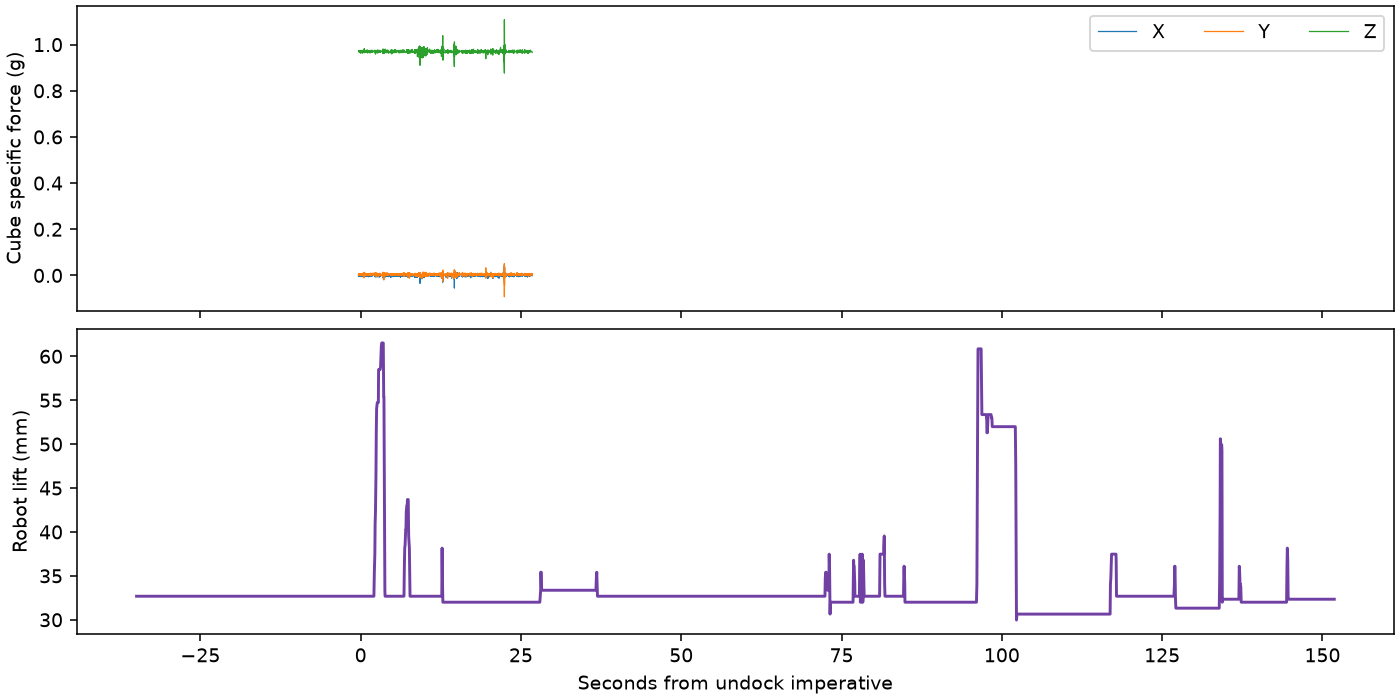 Cube specific force (g)
1.0
0.8
0.6
0.4
0.2
0.0
X Y Z
Robot lift (mm)
60
55
50
45
40
35
30
−25 0 25 50 75 100 125 150
Seconds from undock imperative